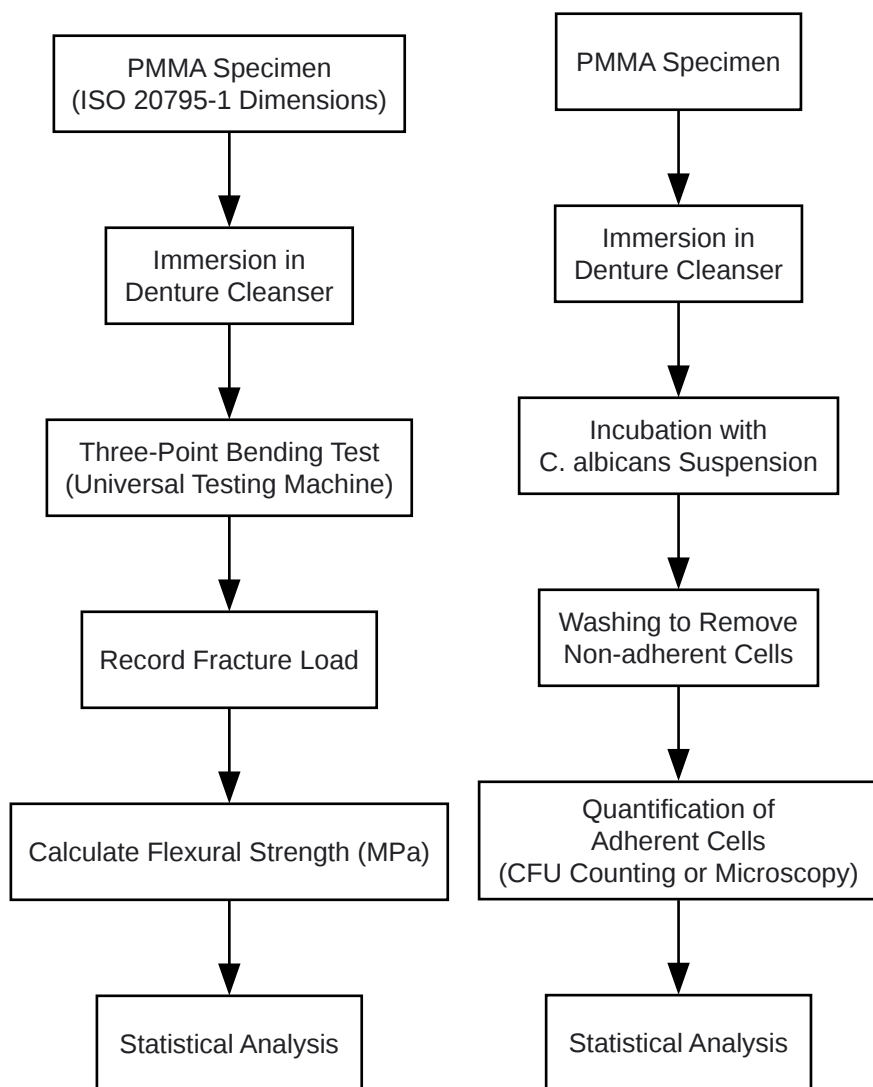 PMMA Specimen
(ISO 20795-1 Dimensions)
Immersion in
Denture Cleanser
Three-Point Bending Test
(Universal Testing Machine)
Record Fracture Load
Calculate Flexural Strength (MPa)
Statistical Analysis
PMMA Specimen
Immersion in
Denture Cleanser
Incubation with
C. albicans Suspension
Washing to Remove
Non-adherent Cells
Quantification of
Adherent Cells
(CFU Counting or Microscopy)
Statistical Analysis